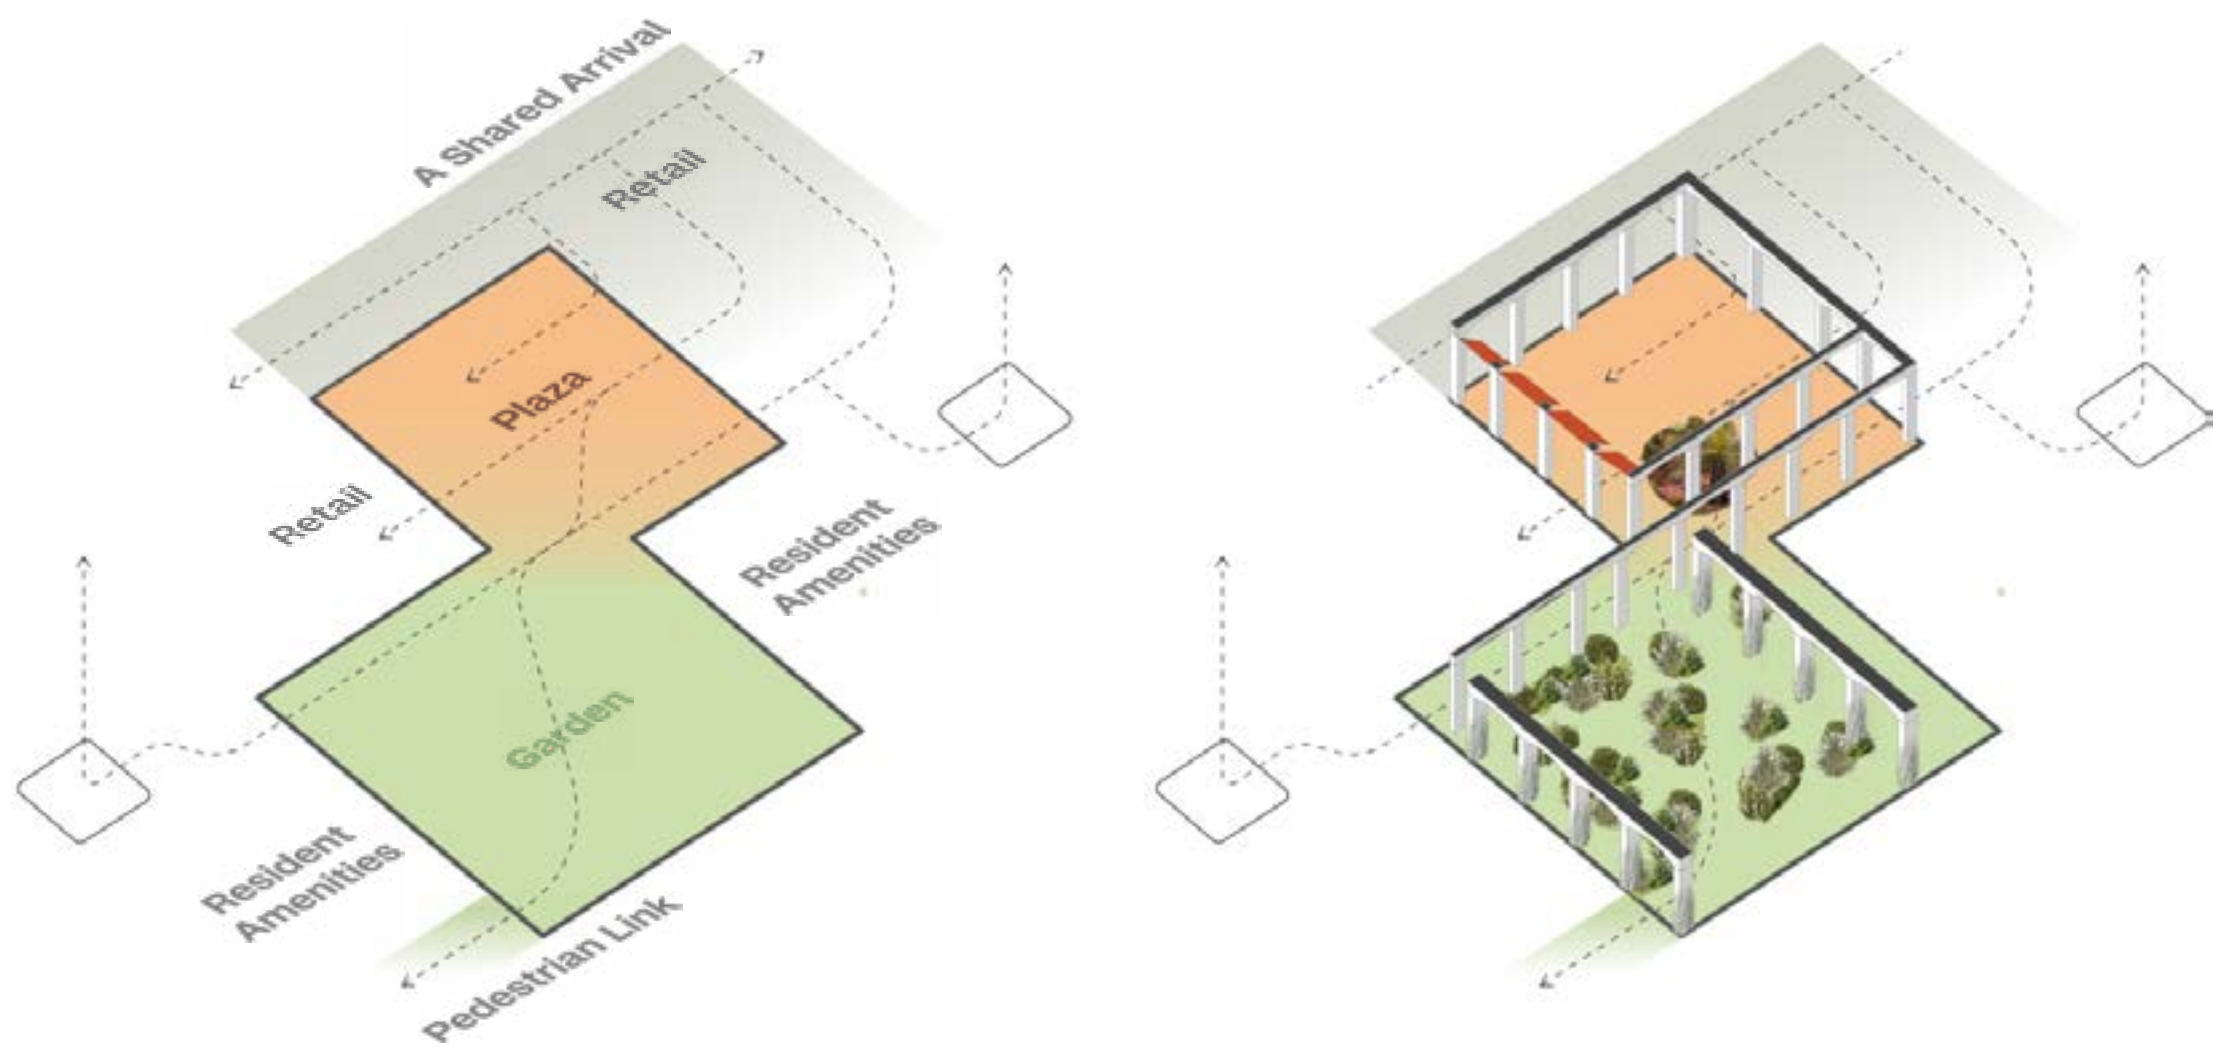 A Shared Arrival
Retail
Plaza
Retail
Resident
Amenities
Garden
Resident
Amenities
Pedestrian Link